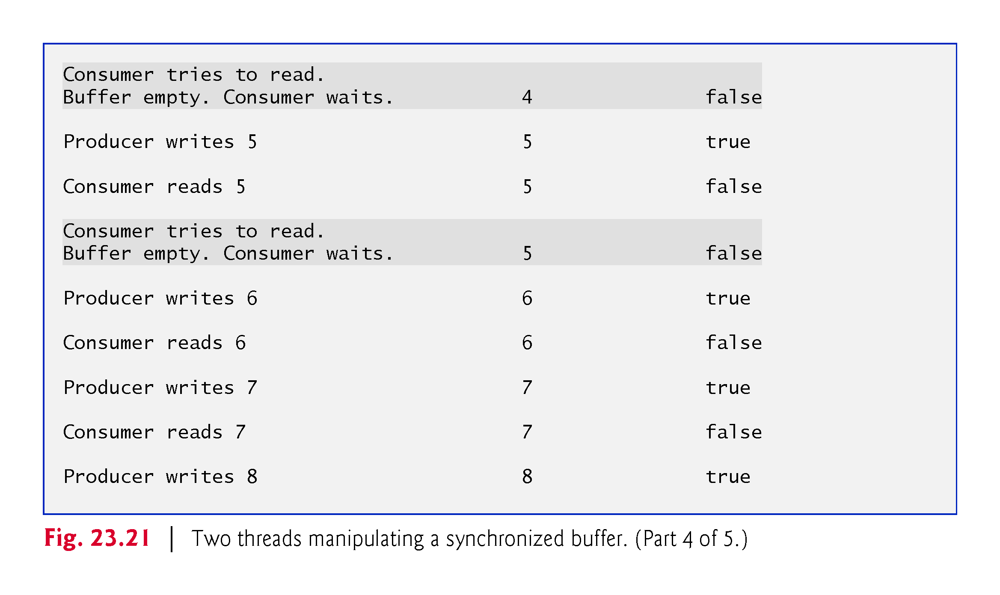 Consumer tries to read.
Buffer empty. Consumer waits. 4 false
Producer writes 5 5 true
Consumer reads 5 5 false
Consumer tries to read.
Buffer empty. Consumer waits. 5 false
Producer writes 6 6 true
Consumer reads 6 6 false
Producer writes 7 7 true
Consumer reads 7 7 false
Producer writes 8 8 true
Fig. 23.21 | Two threads manipulating a synchronized buffer. (Part 4 of 5.)